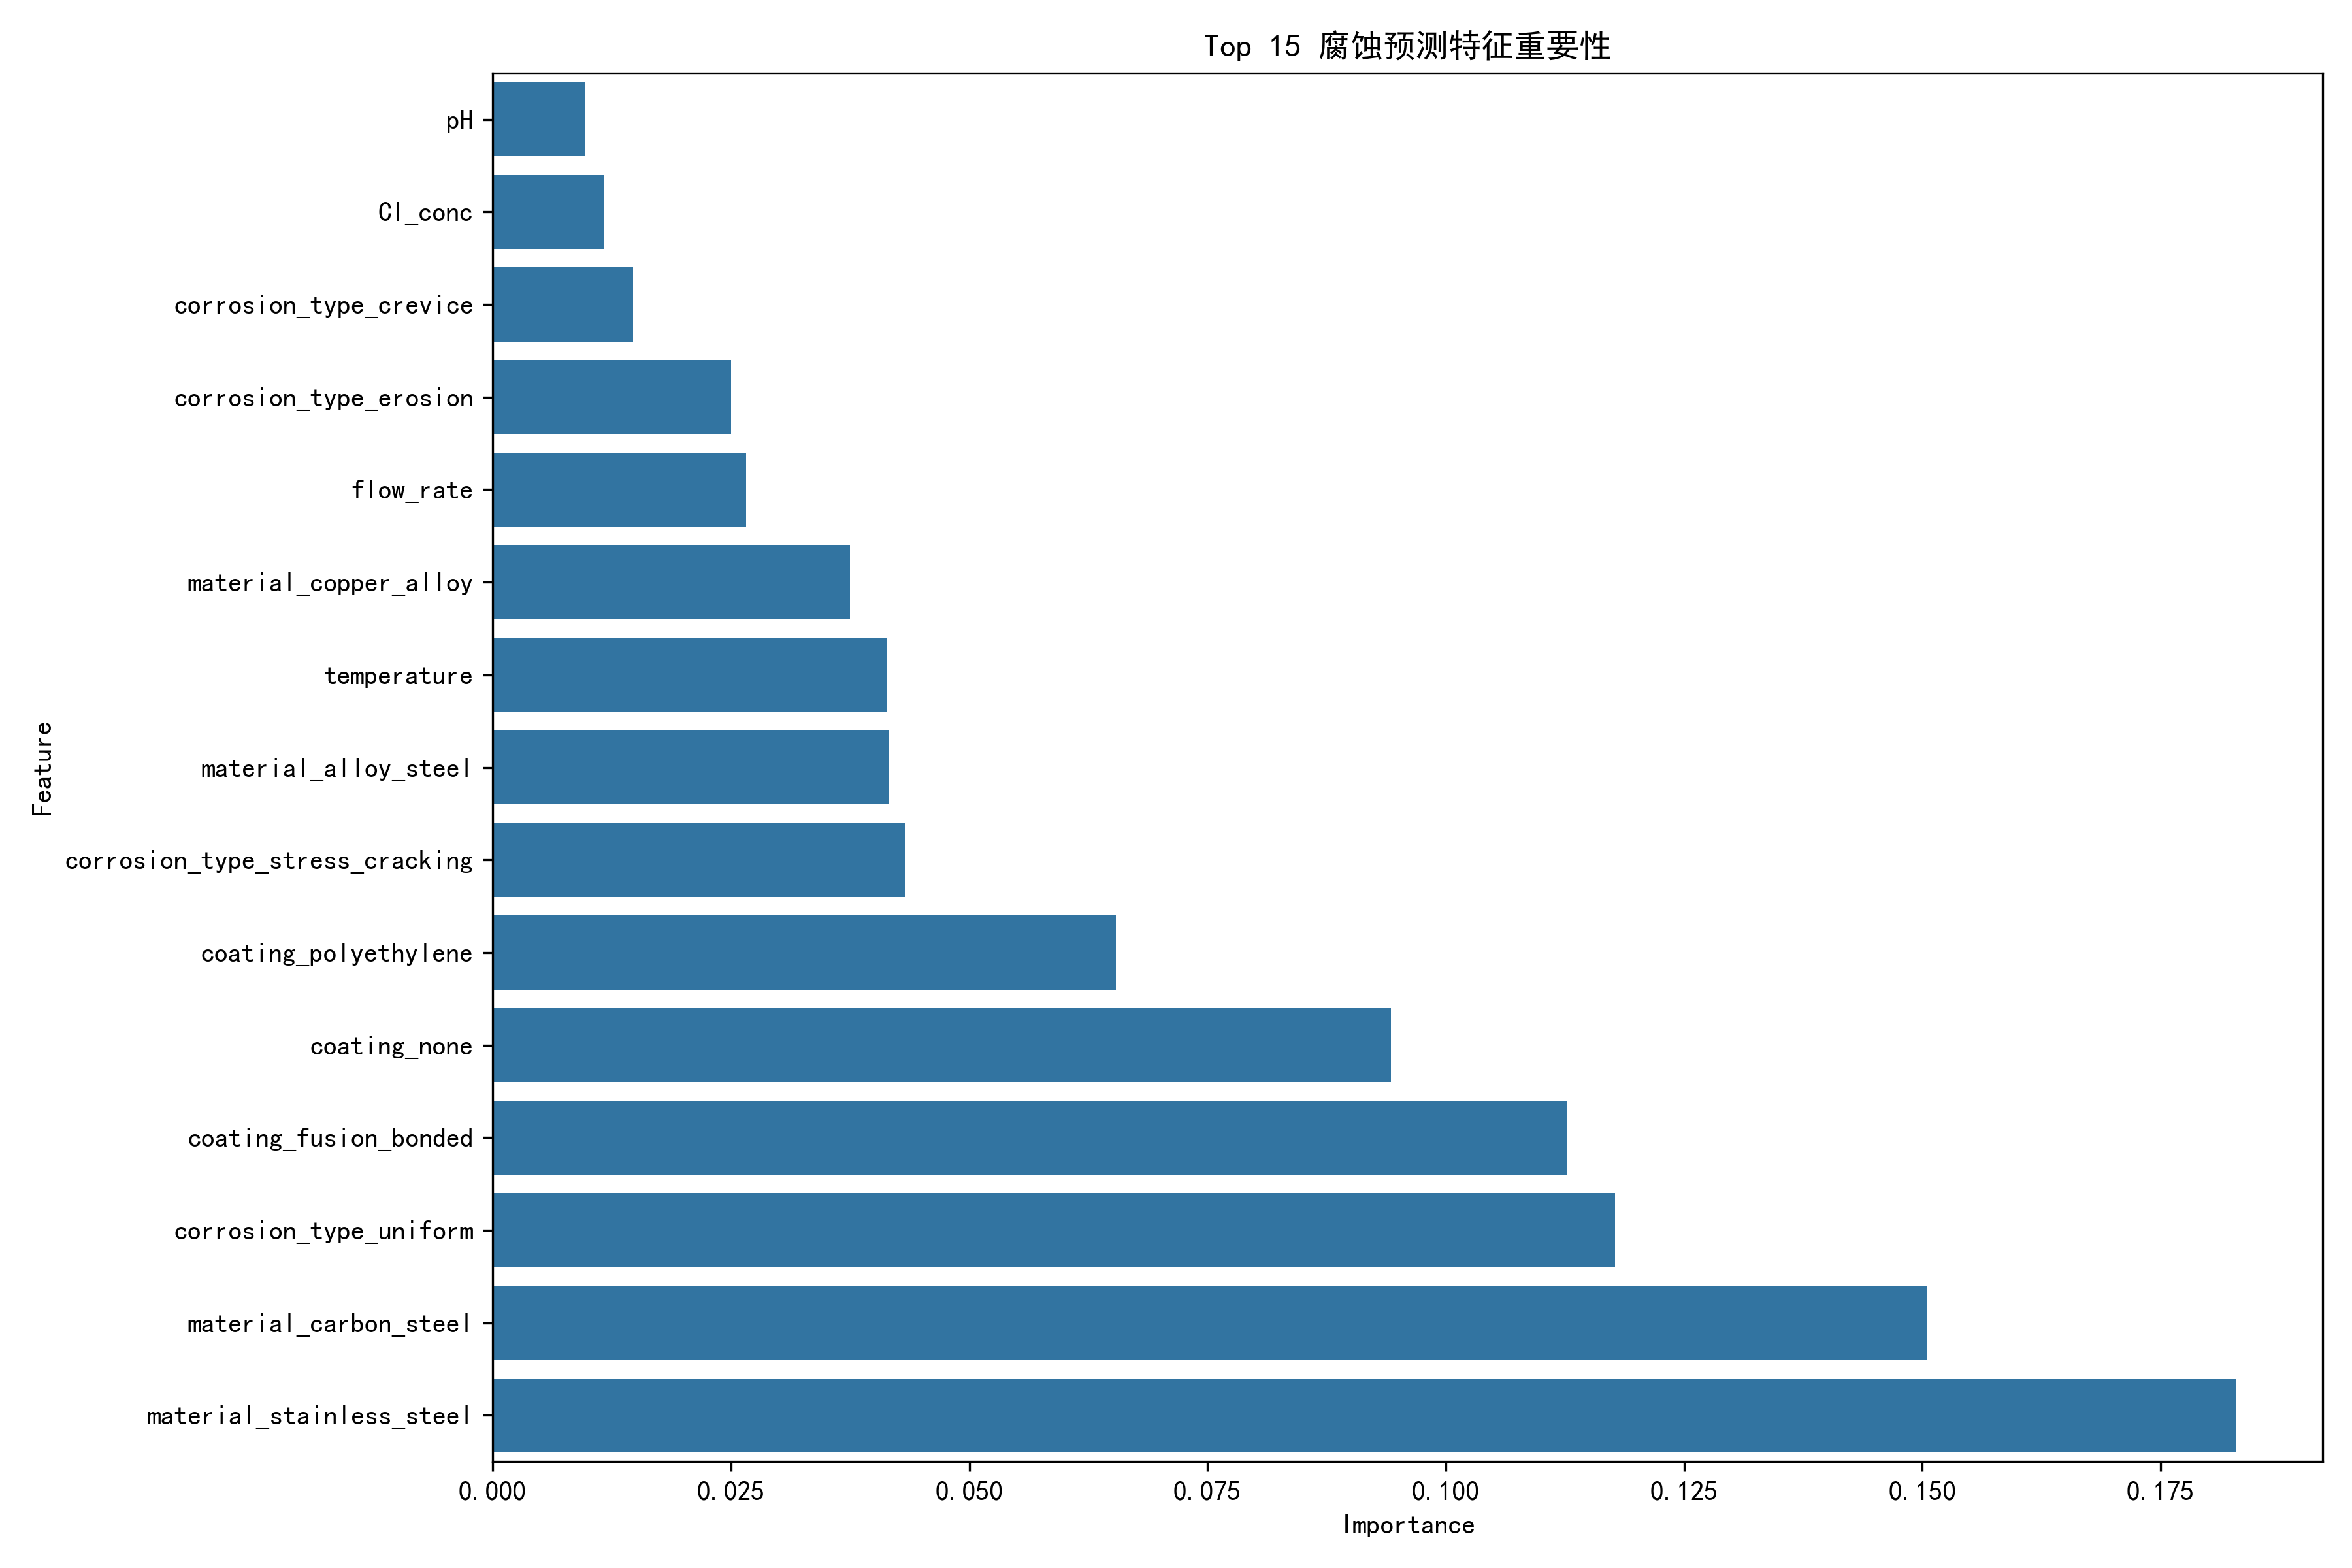 Top 15 腐蚀预测特征重要性
pH
Cl_conc
corrosion_type_crevice
corrosion_type_erosion
flow_rate
material_copper_alloy
temperature
material_alloy_steel
corrosion_type_stress_cracking
coating_polyethylene
coating_none
coating_fusion_bonded
corrosion_type_uniform
material_carbon_steel
material_stainless_steel
Feature
0.000 0.025 0.050 0.075 0.100 0.125 0.150 0.175
Importance